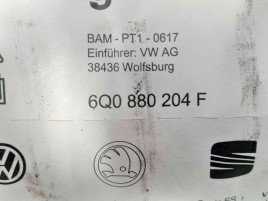 BAM - PT1 - 0617
Einführer: VW AG
38436 Wolfsburg
6Q0 880 204 F